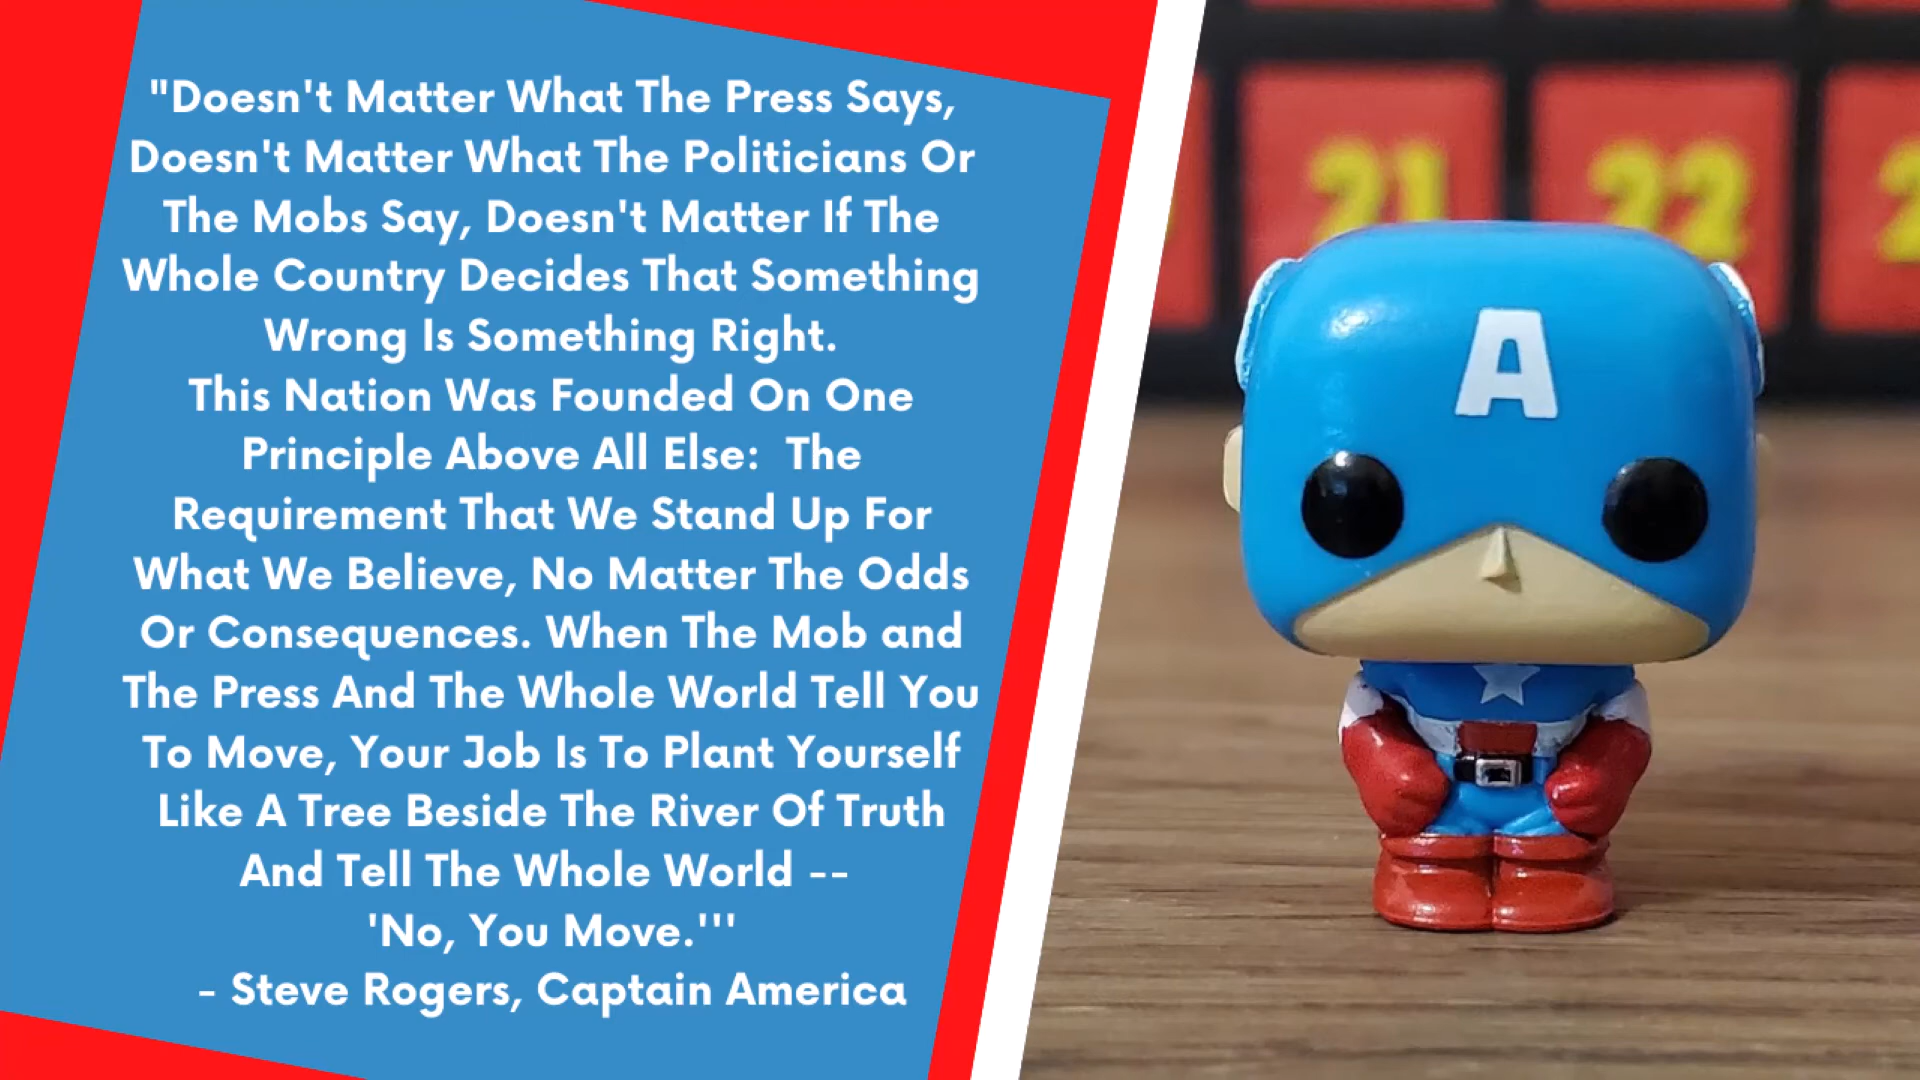 "Doesn't Matter What The Press Says,
Doesn't Matter What The Politicians Or
The Mobs Say, Doesn't Matter If The
Whole Country Decides That Something
Wrong Is Something Right.
This Nation Was Founded On One
Principle Above All Else:  The
Requirement That We Stand Up For
What We Believe, No Matter The Odds
Or Consequences. When The Mob and
The Press And The Whole World Tell You
To Move, Your Job Is To Plant Yourself
Like A Tree Beside The River Of Truth
And Tell The Whole World --
'No, You Move.'''
- Steve Rogers, Captain America
21
22
A